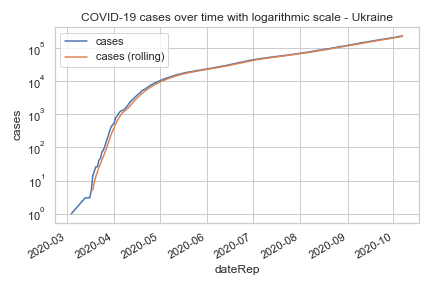 COVID-19 cases over time with logarithmic scale - Ukraine
cases
cases (rolling)
10^5
10^4
10^3
10^2
10^1
10^0
cases
2020-03
2020-04
2020-05
2020-06
2020-07
2020-08
2020-09
2020-10
dateRep